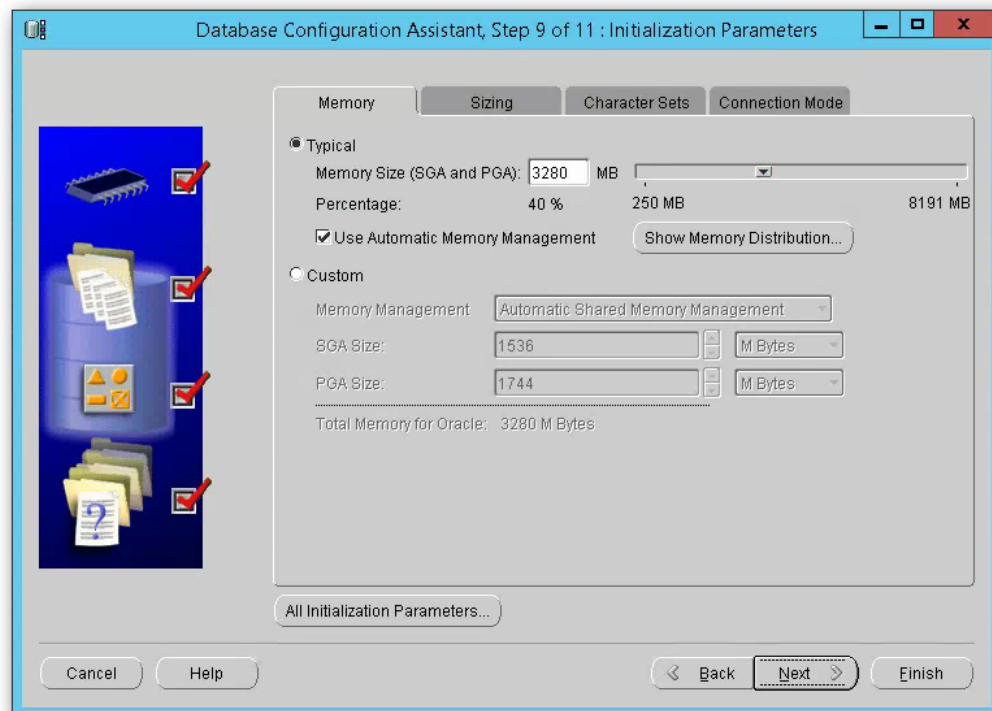 Database Configuration Assistant, Step 9 of 11 : Initialization Parameters
Memory Sizing Character Sets Connection Mode
Typical
Memory Size (SGA and PGA): 3280 MB
Percentage: 40 % 250 MB 8191 MB
Use Automatic Memory Management Show Memory Distribution...
Custom
Memory Management Automatic Shared Memory Management
SGA Size: 1536 M Bytes
PGA Size: 1744 M Bytes
Total Memory for Oracle: 3280 M Bytes
?
All Initialization Parameters...
Cancel Help Back Next Finish